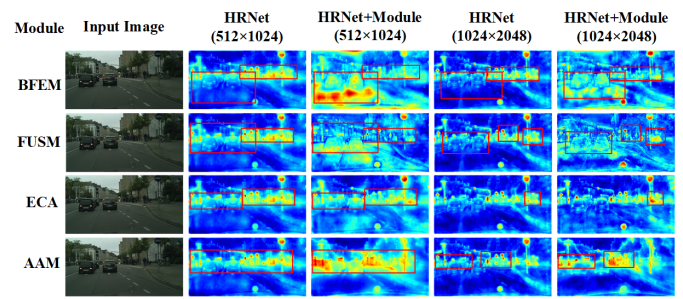 Module Input Image HRNet (512×1024) HRNet+Module (512×1024) HRNet (1024×2048) HRNet+Module (1024×2048)
BFEM
FUSM
ECA
AAM